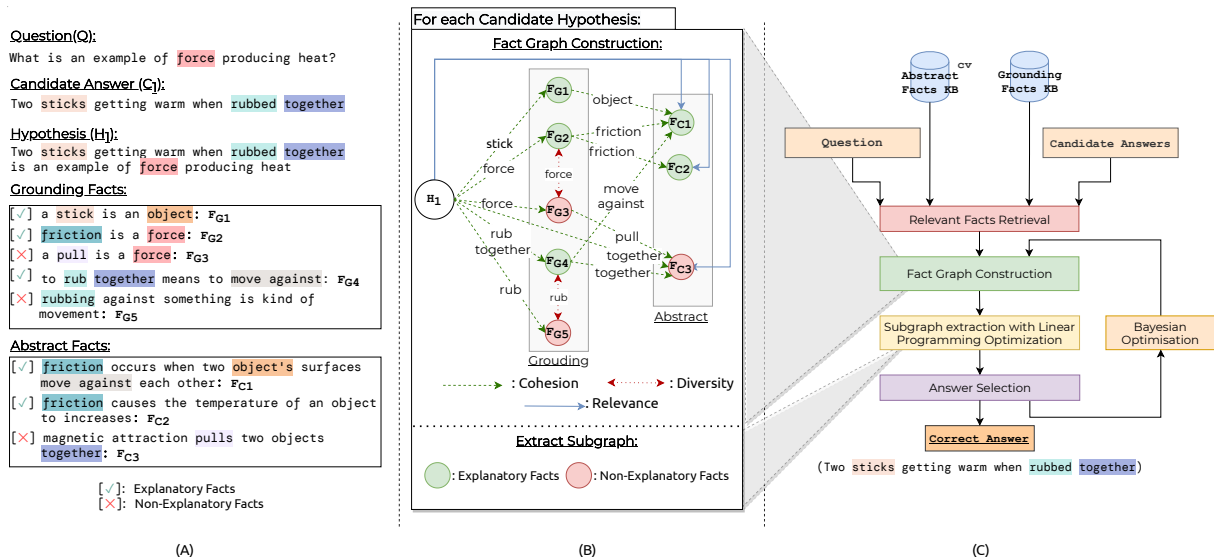 Question(Q):
What is an example of force producing heat?
Candidate Answer (C1):
Two sticks getting warm when rubbed together
Hypothesis (H1):
Two sticks getting warm when rubbed together
is an example of force producing heat
Grounding Facts:
[✓] a stick is an object: FG1
[✓] friction is a force: FG2
[✕] a pull is a force: FG3
[✓] to rub together means to move against: FG4
[✕] rubbing against something is kind of
movement: FG5
Abstract Facts:
[✓] friction occurs when two object's surfaces
move against each other: FC1
[✓] friction causes the temperature of an object
to increases: FC2
[✕] magnetic attraction pulls two objects
together: FC3
[✓]: Explanatory Facts
[✕]: Non-Explanatory Facts
(A)
For each Candidate Hypothesis:
Fact Graph Construction:
H1
FG1
FG2
FG3
FG4
FG5
FC1
FC2
FC3
stick
force
force
rub
together
rub
force
rub
object
friction
friction
move
against
pull
together
together
Grouding
Abstract
: Cohesion
: Diversity
: Relevance
Extract Subgraph:
: Explanatory Facts
: Non-Explanatory Facts
(B)
Abstract
Facts KB
cv
Grounding
Facts KB
Question
Candidate Answers
Relevant Facts Retrieval
Fact Graph Construction
Subgraph extraction with Linear
Programming Optimization
Bayesian
Optimisation
Answer Selection
Correct Answer
(Two sticks getting warm when rubbed together)
(C)